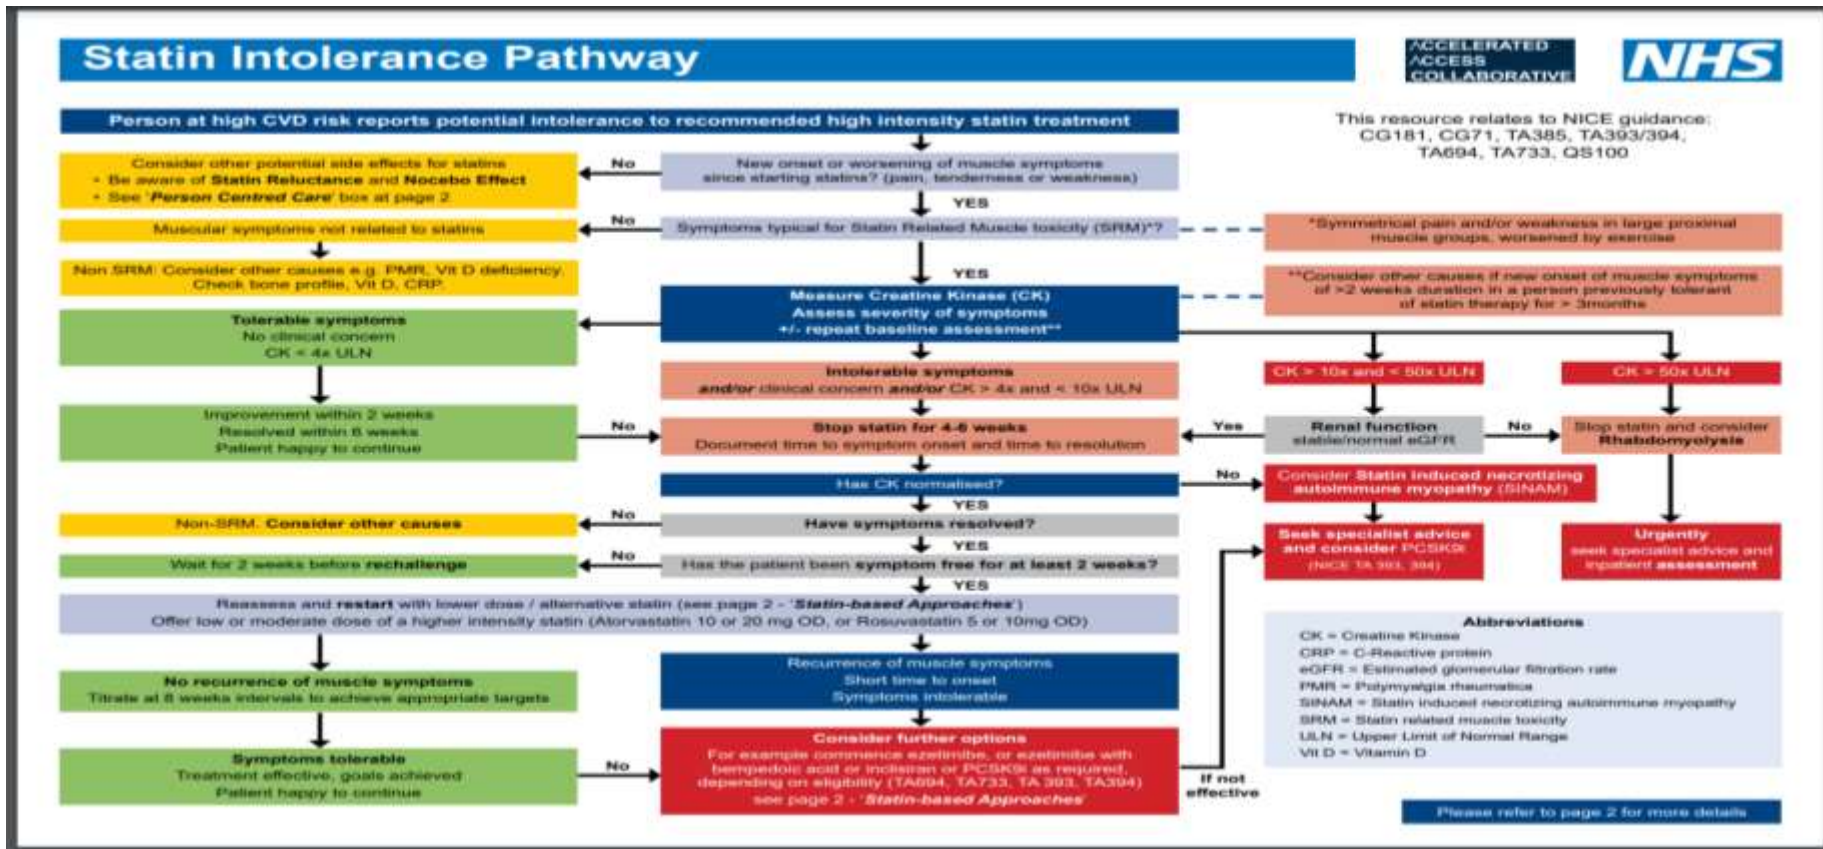 Statin Intolerance Pathway
ACCELERATED
ACCESS
COLLABORATIVE
NHS
Person at high CVD risk reports potential intolerance to recommended high intensity statin treatment
This resource relates to NICE guidance:
CG181, CG71, TA385, TA393/394,
TA694, TA733, QS100
Consider other potential side effects for statins
• Be aware of Statin Reluctance and Nocebo Effect
• See 'Person Centred Care' box at page 2
No
New onset or worsening of muscle symptoms
since starting statins? (pain, tenderness or weakness)
YES
Muscular symptoms not related to statins
No
Symptoms typical for Statin Related Muscle toxicity (SRM)*?
*Symmetrical pain and/or weakness in large proximal
muscle groups, worsened by exercise
Non SRM: Consider other causes e.g. PMR, Vit D deficiency.
Check bone profile, Vit D, CRP.
YES
Measure Creatine Kinase (CK)
Assess severity of symptoms
+/- repeat baseline assessment**
**Consider other causes if new onset of muscle symptoms
of >2 weeks duration in a person previously tolerant
of statin therapy for > 3months
Tolerable symptoms
No clinical concern
CK < 4x ULN
Intolerable symptoms
and/or clinical concern and/or CK > 4x and < 10x ULN
CK > 10x and < 50x ULN
CK > 50x ULN
Improvement within 2 weeks
Resolved within 6 weeks
Patient happy to continue
No
Stop statin for 4-6 weeks
Document time to symptom onset and time to resolution
Yes
Renal function
stable/normal eGFR
No
Stop statin and consider
Rhabdomyolysis
Has CK normalised?
No
Consider Statin induced necrotizing
autoimmune myopathy (SINAM)
YES
Non-SRM. Consider other causes
No
Have symptoms resolved?
YES
Seek specialist advice
and consider PCSK9i
(NICE TA 393, 394)
Urgently
seek specialist advice and
inpatient assessment
Wait for 2 weeks before rechallenge
No
Has the patient been symptom free for at least 2 weeks?
YES
Reassess and restart with lower dose / alternative statin (see page 2 - 'Statin-based Approaches')
Offer low or moderate dose of a higher intensity statin (Atorvastatin 10 or 20 mg OD, or Rosuvastatin 5 or 10mg OD)
No recurrence of muscle symptoms
Titrate at 8 weeks intervals to achieve appropriate targets
Recurrence of muscle symptoms
Short time to onset
Symptoms intolerable
Symptoms tolerable
Treatment effective, goals achieved
Patient happy to continue
No
Consider further options
For example commence ezetimibe, or ezetimibe with
bempedoic acid or inclisiran or PCSK9i as required,
depending on eligibility (TA694, TA733, TA 393, TA394)
see page 2 - 'Statin-based Approaches'
If not
effective
Abbreviations
CK = Creatine Kinase
CRP = C-Reactive protein
eGFR = Estimated glomerular filtration rate
PMR = Polymyalgia rheumatica
SINAM = Statin induced necrotizing autoimmune myopathy
SRM = Statin related muscle toxicity
ULN = Upper Limit of Normal Range
Vit D = Vitamin D
Please refer to page 2 for more details